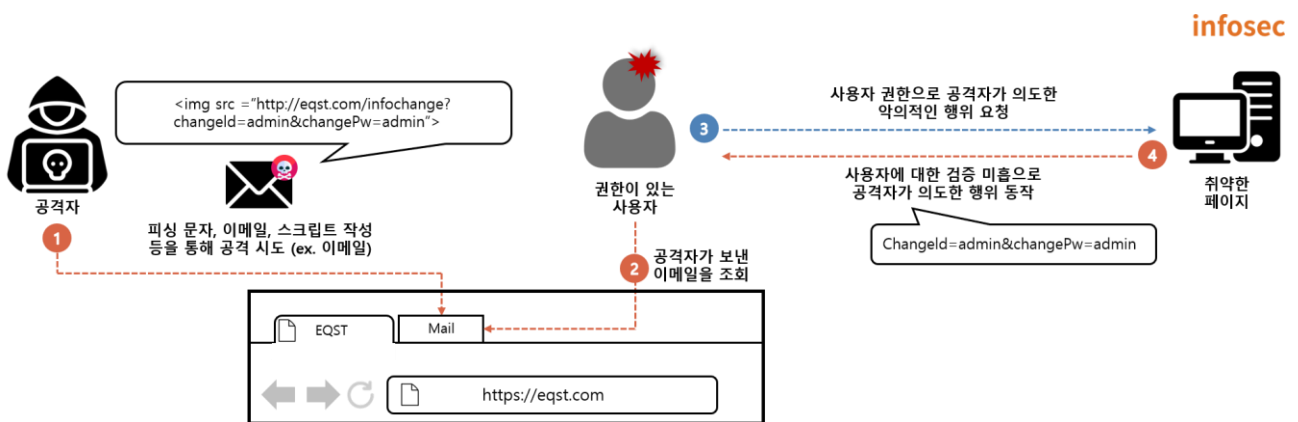 infosec
<img src ="http://eqst.com/infochange?
changeId=admin&changePw=admin">
공격자
1
피싱 문자, 이메일, 스크립트 작성
등을 통해 공격 시도 (ex. 이메일)
권한이 있는
사용자
2
공격자가 보낸
이메일을 조회
3
사용자 권한으로 공격자가 의도한
악의적인 행위 요청
4
사용자에 대한 검증 미흡으로
공격자가 의도한 행위 동작
ChangeId=admin&changePw=admin
취약한
페이지
EQST
Mail
https://eqst.com